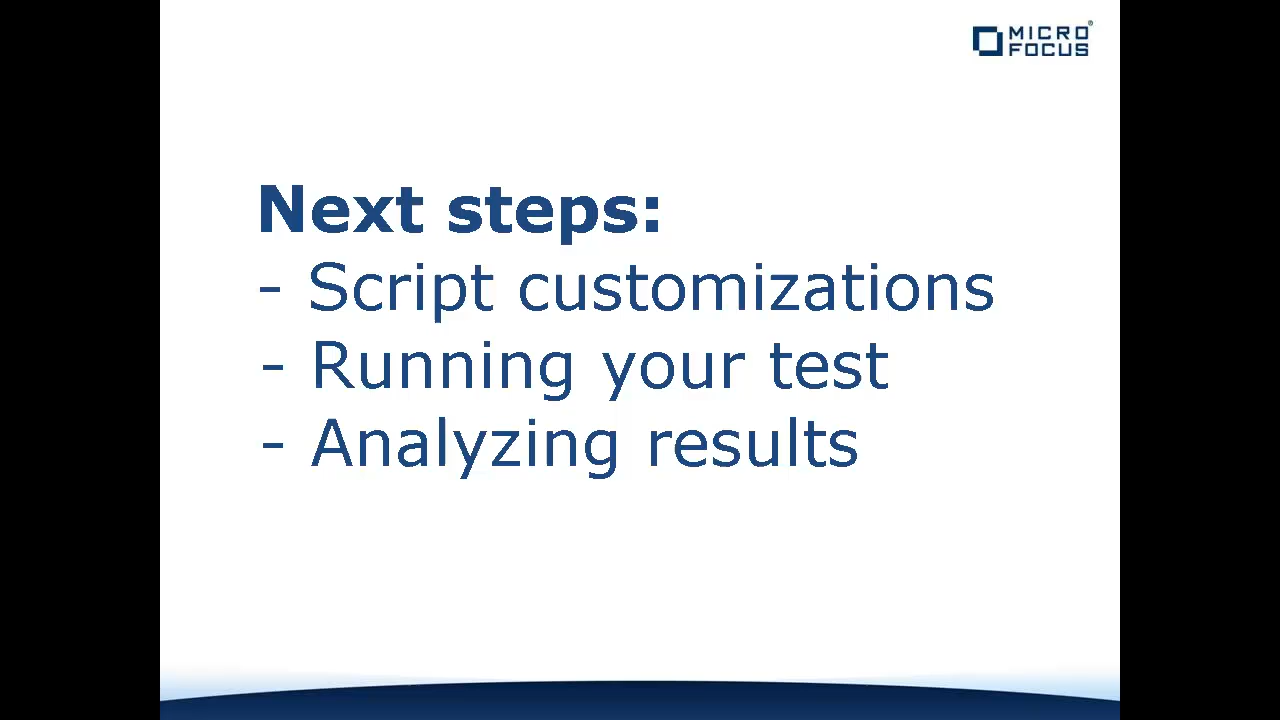 MICRO
FOCUS®
Next steps:
- Script customizations
- Running your test
- Analyzing results